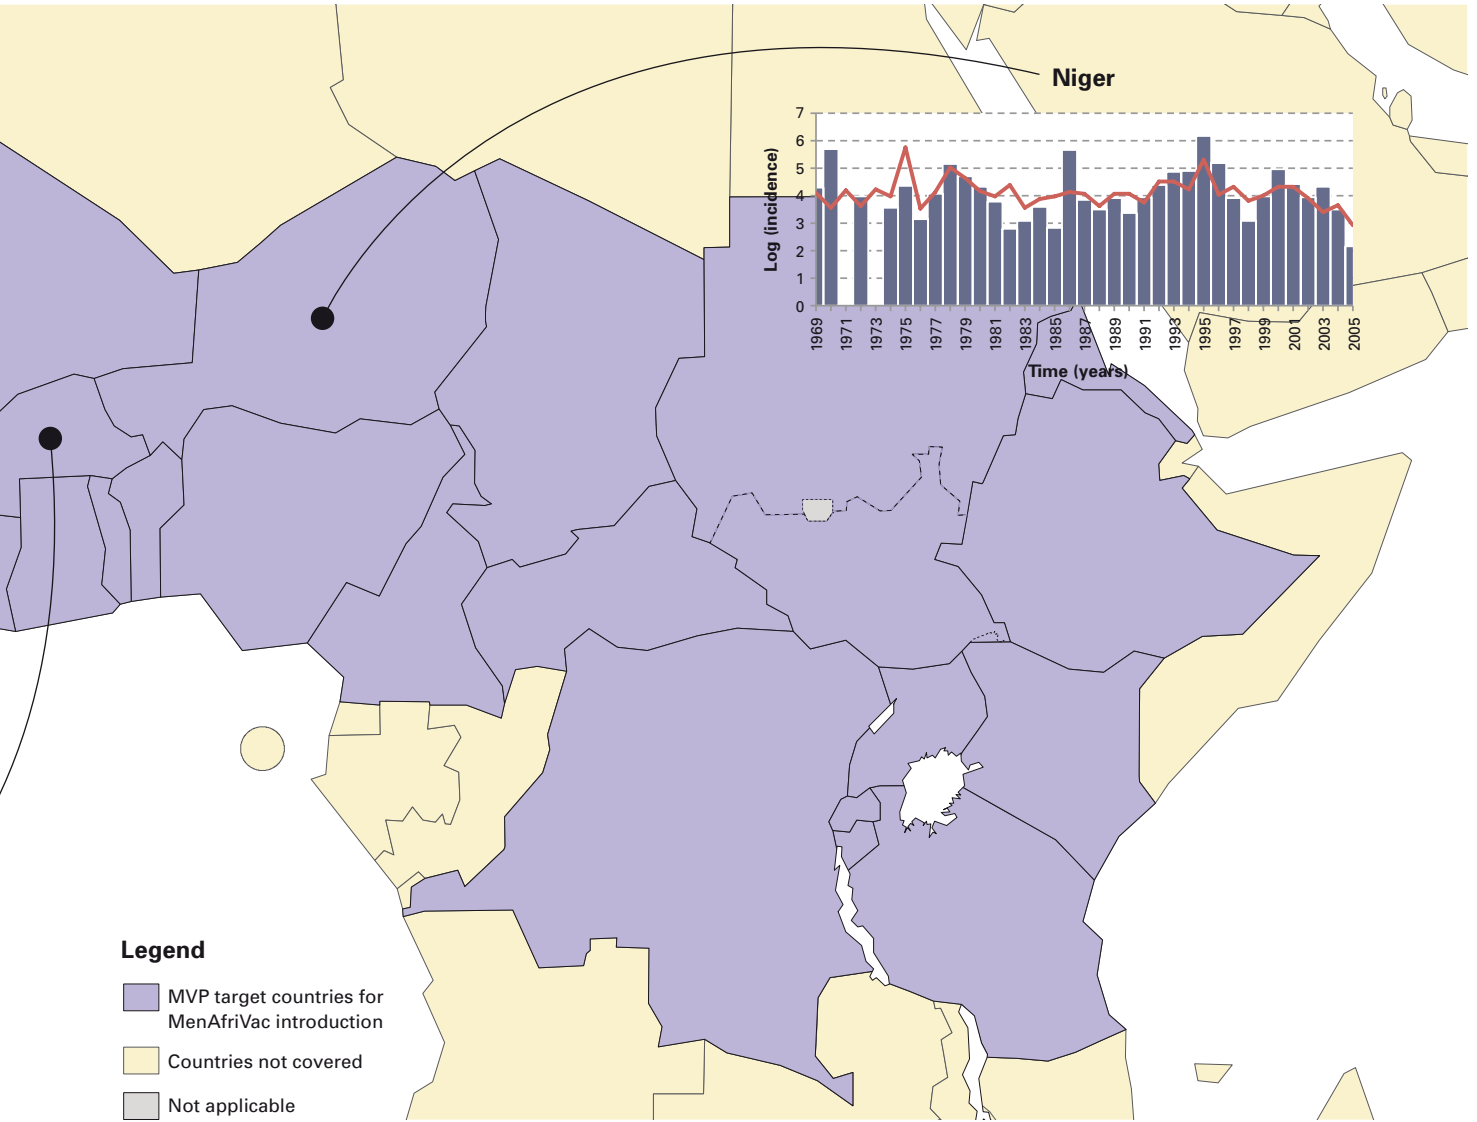 Niger
7
6
5
4
3
2
1
0
Log (incidence)
1969 1971 1973 1975 1977 1979 1981 1983 1985 1987 1989 1991 1993 1995 1997 1999 2001 2003 2005
Time (years)
Legend
MVP target countries for
MenAfriVac introduction
Countries not covered
Not applicable